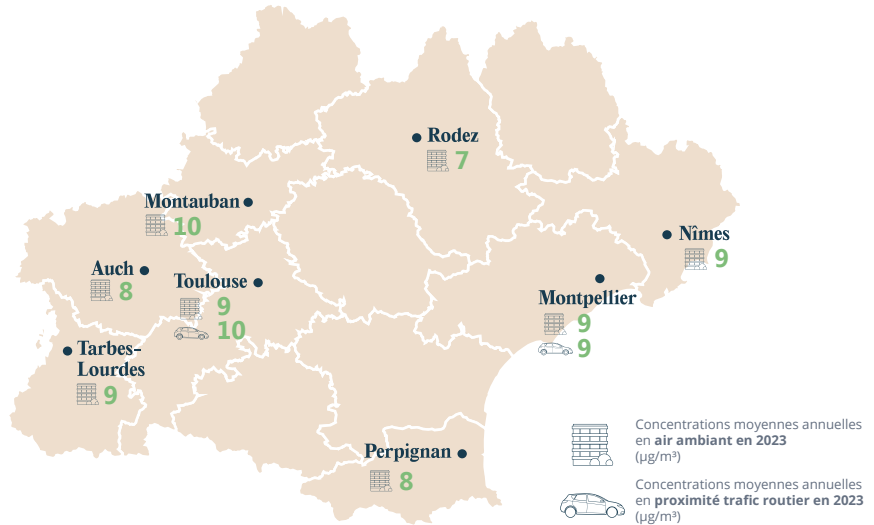 Rodez
7
Montauban
10
Nîmes
9
Auch
8
Toulouse
9
10
Montpellier
9
9
Tarbes-
Lourdes
9
Perpignan
8
Concentrations moyennes annuelles
en air ambiant en 2023
(µg/m³)
Concentrations moyennes annuelles
en proximité trafic routier en 2023
(µg/m³)